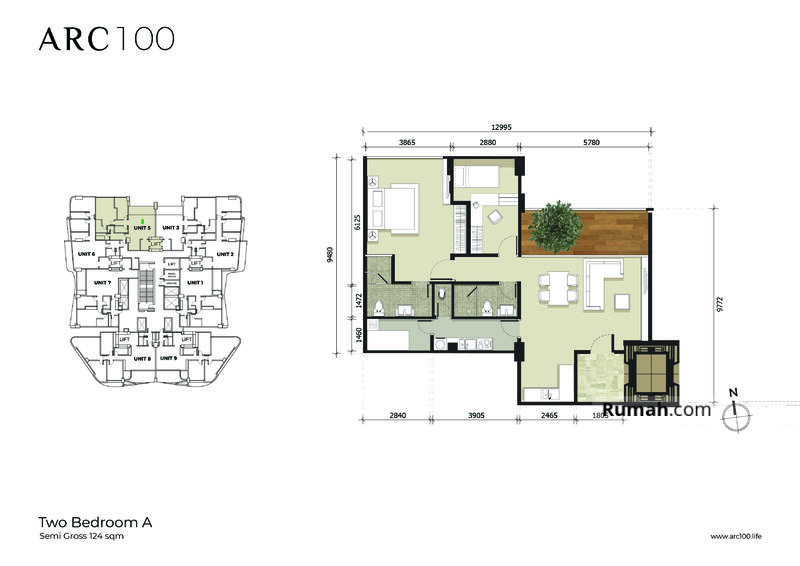 ARC100
12995
3865
2880
5780
6125
9480
1472
1460
9772
2840
3905
2465
1805
UNIT 5
UNIT 3
LIFT
UNIT 6
UNIT 2
LIFT
LIFT
LIFT
UNIT 7
UNIT 1
LIFT
LIFT
UNIT 8
UNIT 9
N
Rumah.com
Two Bedroom A
Semi Gross 124 sqm
www.arc100.life